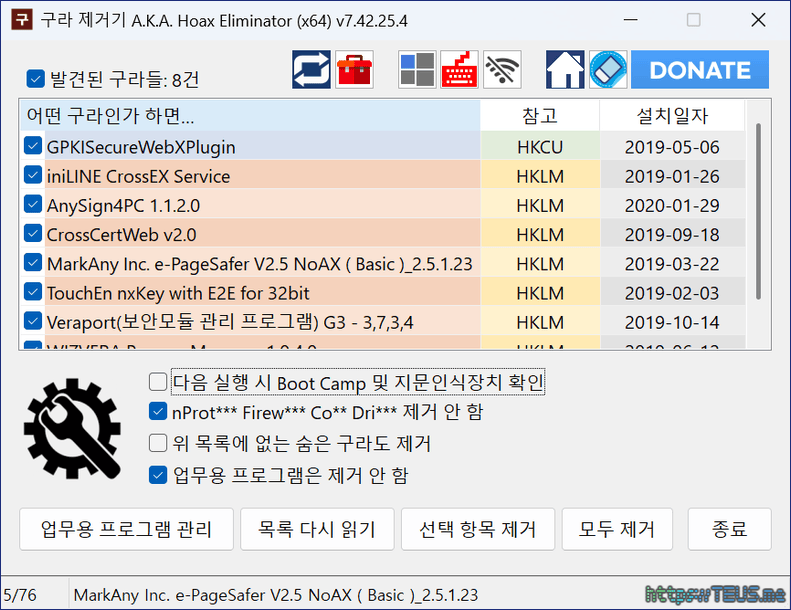 구라 제거기 A.K.A. Hoax Eliminator (x64) v7.42.25.4
발견된 구라들: 8건
DONATE
어떤 구라인가 하면... 참고 설치일자
GPKISecureWebXPlugin HKCU 2019-05-06
iniLINE CrossEX Service HKLM 2019-01-26
AnySign4PC 1.1.2.0 HKLM 2020-01-29
CrossCertWeb v2.0 HKLM 2019-09-18
MarkAny Inc. e-PageSafer V2.5 NoAX ( Basic )_2.5.1.23 HKLM 2019-03-22
TouchEn nxKey with E2E for 32bit HKLM 2019-02-03
Veraport(보안모듈 관리 프로그램) G3 - 3,7,3,4 HKLM 2019-10-14
HKLM
다음 실행 시 Boot Camp 및 지문인식장치 확인
nProt*** Firew*** Co** Dri*** 제거 안 함
위 목록에 없는 숨은 구라도 제거
업무용 프로그램은 제거 안 함
업무용 프로그램 관리 목록 다시 읽기 선택 항목 제거 모두 제거 종료
5/76 MarkAny Inc. e-PageSafer V2.5 NoAX ( Basic )_2.5.1.23
https://TEUS.me